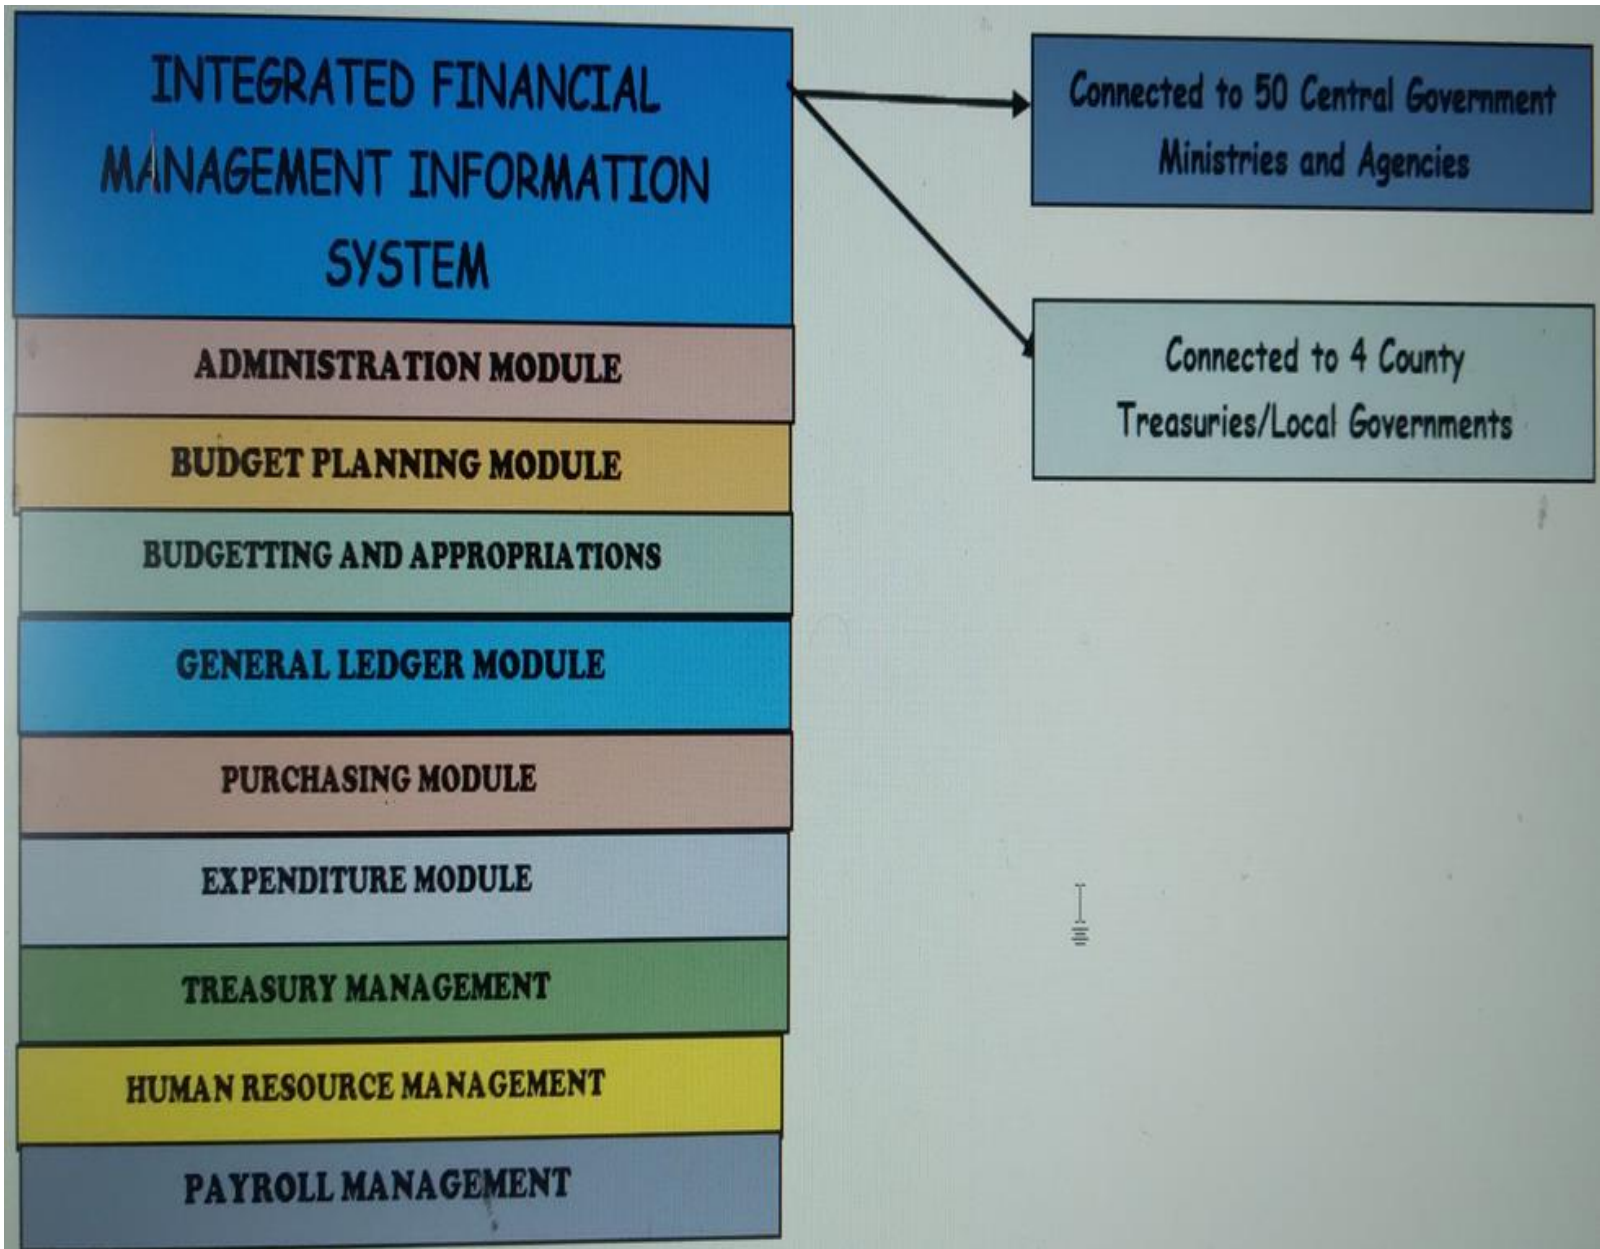 INTEGRATED FINANCIAL
MANAGEMENT INFORMATION
SYSTEM
ADMINISTRATION MODULE
BUDGET PLANNING MODULE
BUDGETTING AND APPROPRIATIONS
GENERAL LEDGER MODULE
PURCHASING MODULE
EXPENDITURE MODULE
TREASURY MANAGEMENT
HUMAN RESOURCE MANAGEMENT
PAYROLL MANAGEMENT
Connected to 50 Central Government
Ministries and Agencies
Connected to 4 County
Treasuries/Local Governments